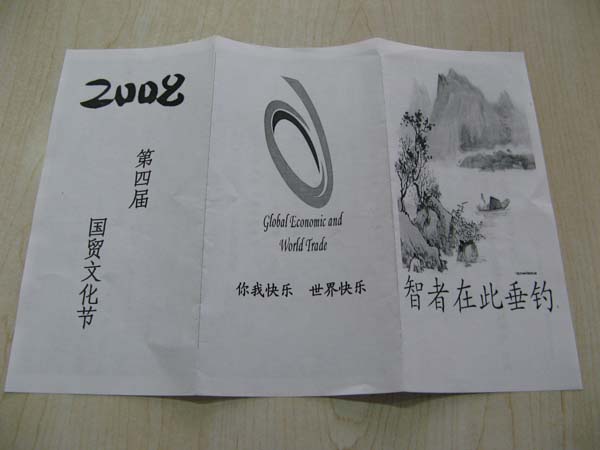 2008
第四届
国贸文化节
Global Economic and
World Trade
你我快乐 世界快乐
智者在此垂钓